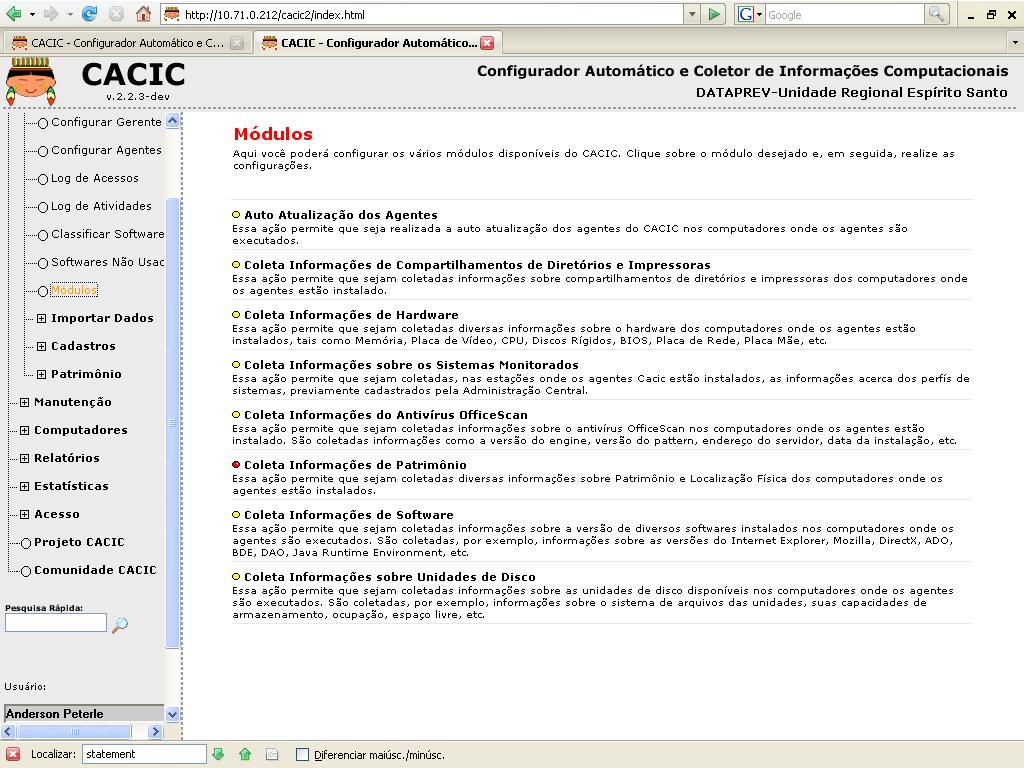 http://10.71.0.212/cacic2/index.html
Google
CACIC - Configurador Automático e C...
CACIC - Configurador Automático...
CACIC
v.2.2.3-dev
Configurador Automático e Coletor de Informações Computacionais
DATAPREV-Unidade Regional Espírito Santo
Configurar Gerente
Configurar Agentes
Log de Acessos
Log de Atividades
Classificar Software
Softwares Não Usac
Módulos
Importar Dados
Cadastros
Patrimônio
Manutenção
Computadores
Relatórios
Estatísticas
Acesso
Projeto CACIC
Comunidade CACIC
Pesquisa Rápida:
Usuário:
Anderson Peterle
Módulos
Aqui você poderá configurar os vários módulos disponíveis do CACIC. Clique sobre o módulo desejado e, em seguida, realize as
configurações.
Auto Atualização dos Agentes
Essa ação permite que seja realizada a auto atualização dos agentes do CACIC nos computadores onde os agentes são
executados.
Coleta Informações de Compartilhamentos de Diretórios e Impressoras
Essa ação permite que sejam coletadas informações sobre compartilhamentos de diretórios e impressoras dos computadores onde
os agentes estão instalado.
Coleta Informações de Hardware
Essa ação permite que sejam coletadas diversas informações sobre o hardware dos computadores onde os agentes estão
instalados, tais como Memória, Placa de Vídeo, CPU, Discos Rígidos, BIOS, Placa de Rede, Placa Mãe, etc.
Coleta Informações sobre os Sistemas Monitorados
Essa ação permite que sejam coletadas, nas estações onde os agentes Cacic estão instalados, as informações acerca dos perfís de
sistemas, previamente cadastrados pela Administração Central.
Coleta Informações do Antivírus OfficeScan
Essa ação permite que sejam coletadas informações sobre o antivírus OfficeScan nos computadores onde os agentes estão
instalado. São coletadas informações como a versão do engine, versão do pattern, endereço do servidor, data da instalação, etc.
Coleta Informações de Patrimônio
Essa ação permite que sejam coletadas diversas informações sobre Patrimônio e Localização Física dos computadores onde os
agentes estão instalados.
Coleta Informações de Software
Essa ação permite que sejam coletadas informações sobre a versão de diversos softwares instalados nos computadores onde os
agentes são executados. São coletadas, por exemplo, informações sobre as versões do Internet Explorer, Mozilla, DirectX, ADO,
BDE, DAO, Java Runtime Environment, etc.
Coleta Informações sobre Unidades de Disco
Essa ação permite que sejam coletadas informações sobre as unidades de disco disponíveis nos computadores onde os agentes
são executados. São coletadas, por exemplo, informações sobre o sistema de arquivos das unidades, suas capacidades de
armazenamento, ocupação, espaço livre, etc.
Localizar: statement
Diferenciar maiúsc./minúsc.